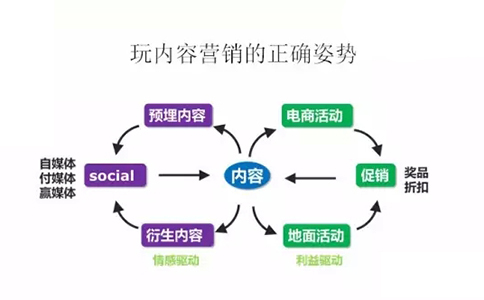 玩内容营销的正确姿势
预埋内容
电商活动
自媒体
付媒体
赢媒体
social
内容
促销
奖品
折扣
衍生内容
地面活动
情感驱动
利益驱动